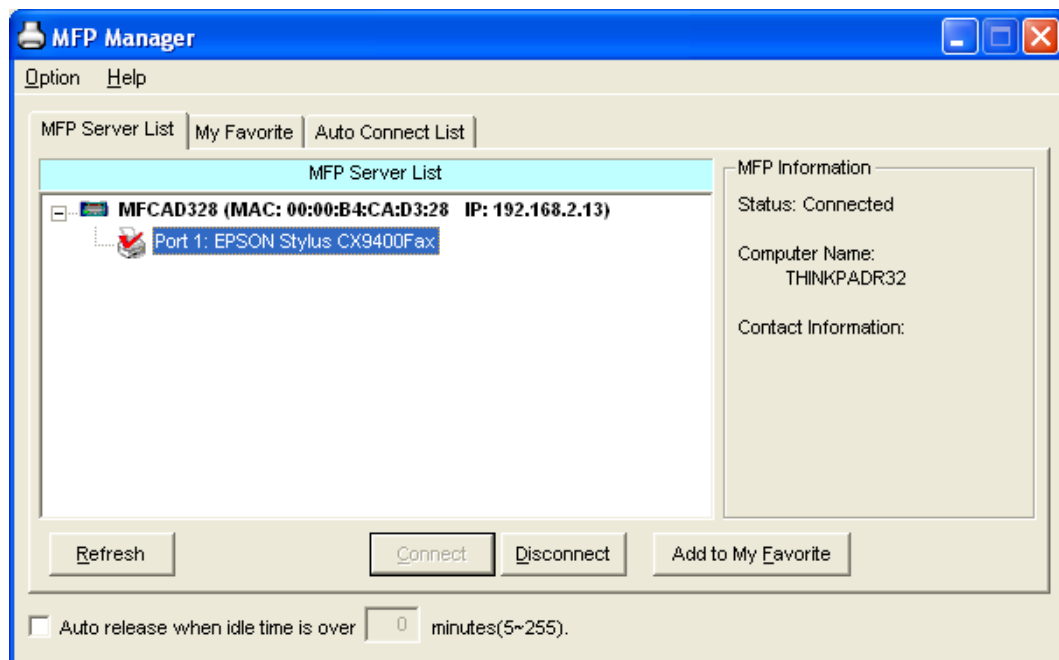 MFP Manager
Option Help
MFP Server List My Favorite Auto Connect List
MFP Server List
MFCAD328 (MAC: 00:00:B4:CA:D3:28 IP: 192.168.2.13)
Port 1: EPSON Stylus CX9400Fax
MFP Information
Status: Connected
Computer Name:
THINKPADR32
Contact Information:
Refresh Connect Disconnect Add to My Favorite
Auto release when idle time is over 0 minutes(5~255).